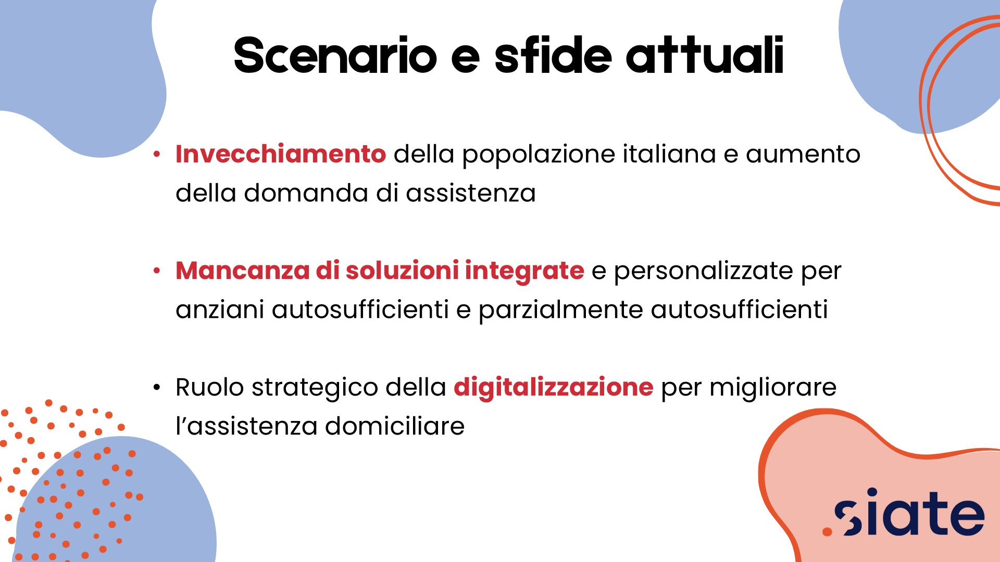 Scenario e sfide attuali
• Invecchiamento della popolazione italiana e aumento
della domanda di assistenza
• Mancanza di soluzioni integrate e personalizzate per
anziani autosufficienti e parzialmente autosufficienti
• Ruolo strategico della digitalizzazione per migliorare
l’assistenza domiciliare
.siate